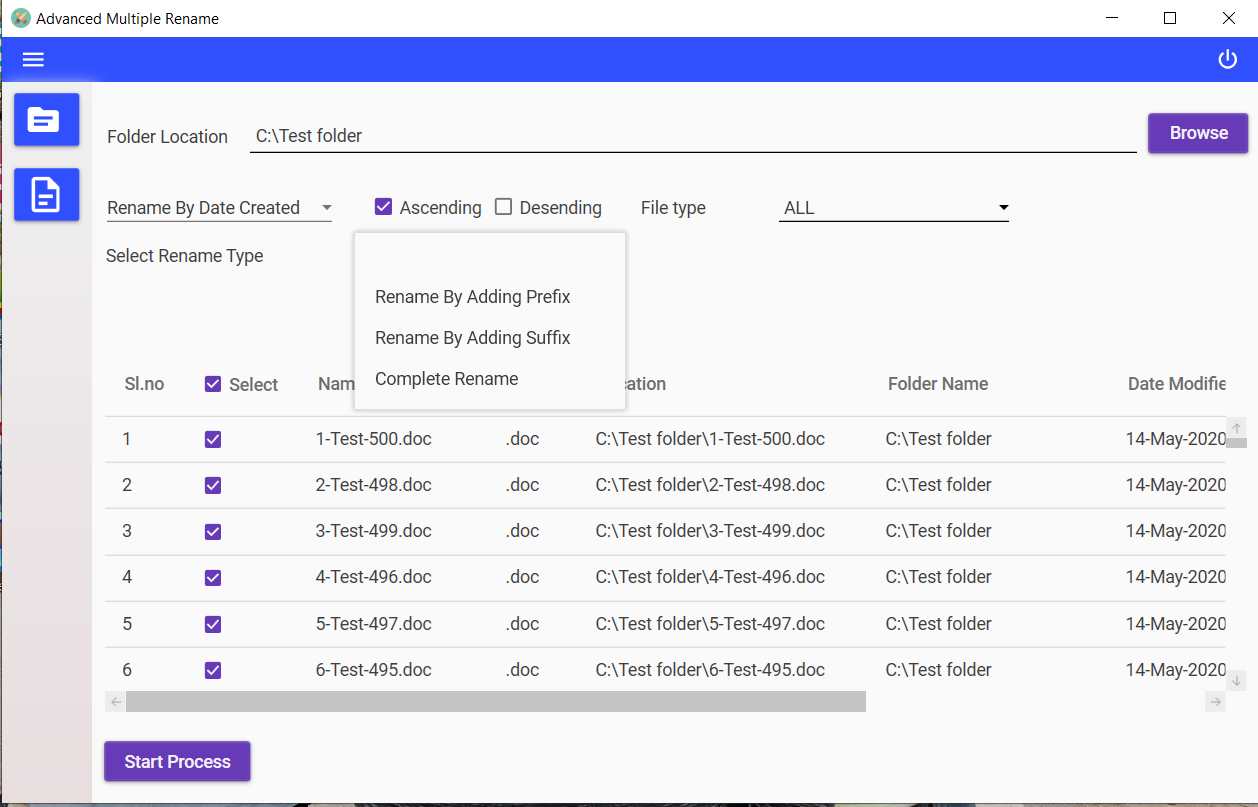 Advanced Multiple Rename
Folder Location C:\Test folder Browse
Rename By Date Created Ascending Desending File type ALL
Select Rename Type
Rename By Adding Prefix
Rename By Adding Suffix
Complete Rename
Sl.no Select Nam cation Folder Name Date Modifie
1 1-Test-500.doc .doc C:\Test folder\1-Test-500.doc C:\Test folder 14-May-2020
2 2-Test-498.doc .doc C:\Test folder\2-Test-498.doc C:\Test folder 14-May-2020
3 3-Test-499.doc .doc C:\Test folder\3-Test-499.doc C:\Test folder 14-May-2020
4 4-Test-496.doc .doc C:\Test folder\4-Test-496.doc C:\Test folder 14-May-2020
5 5-Test-497.doc .doc C:\Test folder\5-Test-497.doc C:\Test folder 14-May-2020
6 6-Test-495.doc .doc C:\Test folder\6-Test-495.doc C:\Test folder 14-May-2020
Start Process